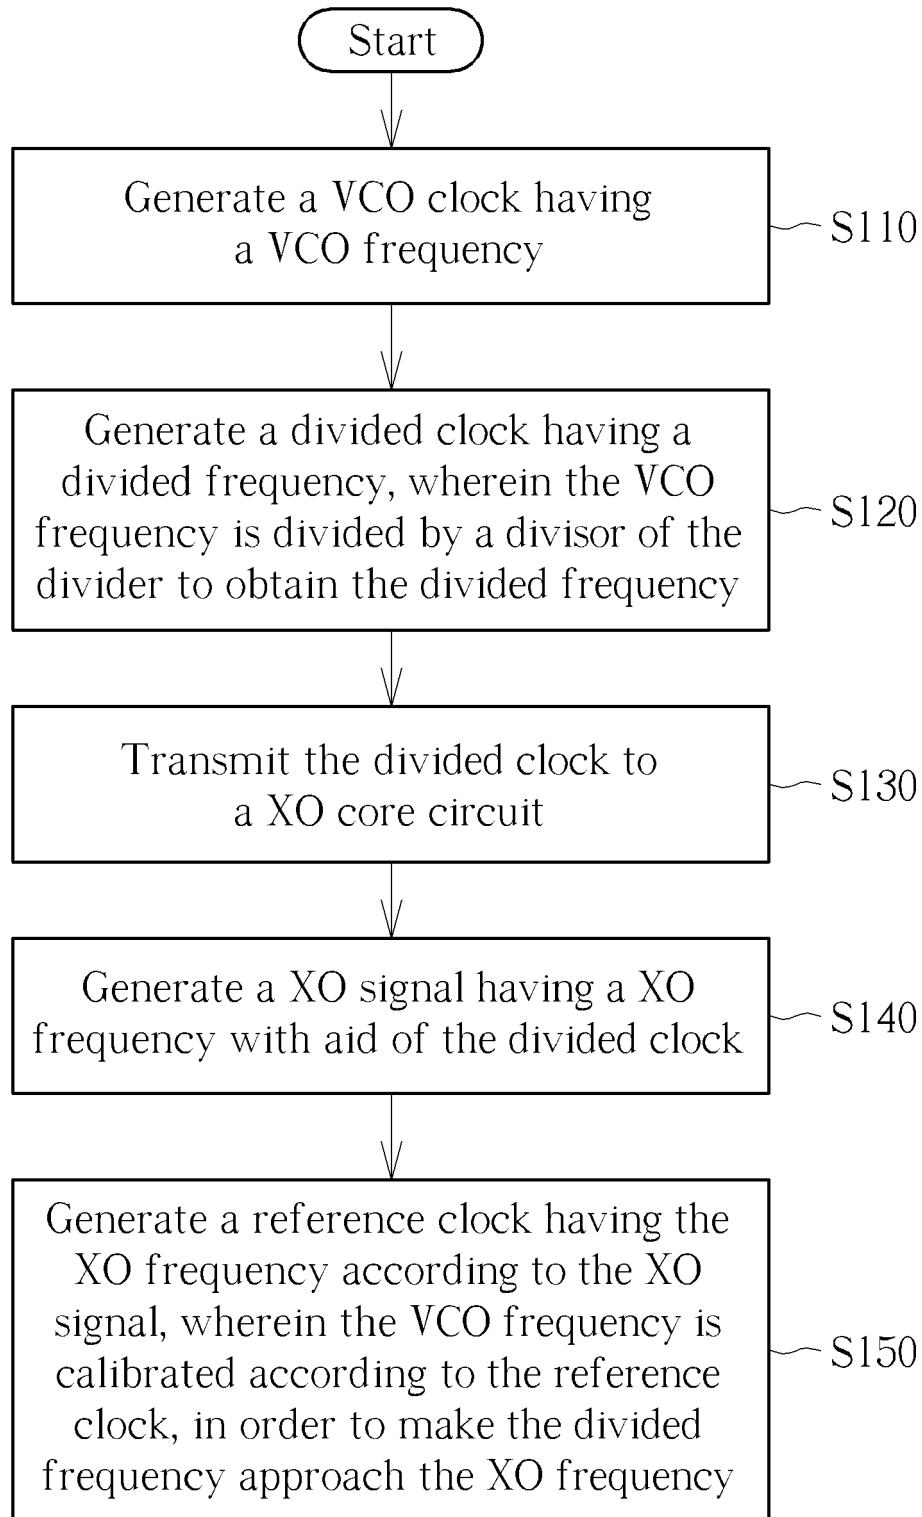 Start
Generate a VCO clock having
a VCO frequency
S110
Generate a divided clock having a
divided frequency, wherein the VCO
frequency is divided by a divisor of the
divider to obtain the divided frequency
S120
Transmit the divided clock to
a XO core circuit
S130
Generate a XO signal having a XO
frequency with aid of the divided clock
S140
Generate a reference clock having the
XO frequency according to the XO
signal, wherein the VCO frequency is
calibrated according to the reference
clock, in order to make the divided
frequency approach the XO frequency
S150